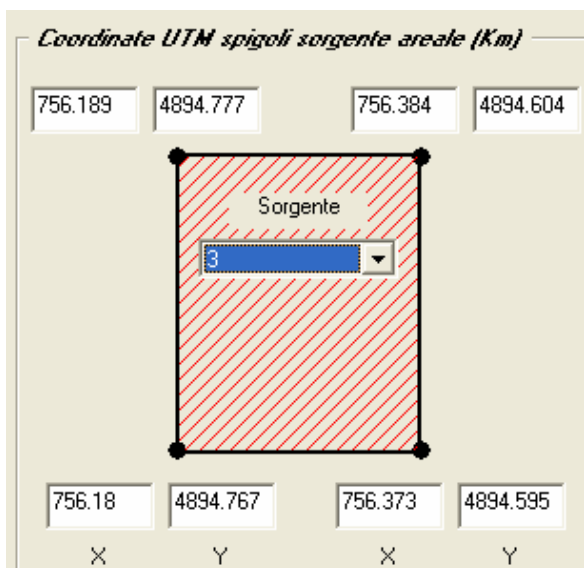 Coordinate UTM spigoli sorgente areale (Km)
756.189 4894.777 756.384 4894.604
Sorgente
3
756.18 4894.767 756.373 4894.595
X Y X Y